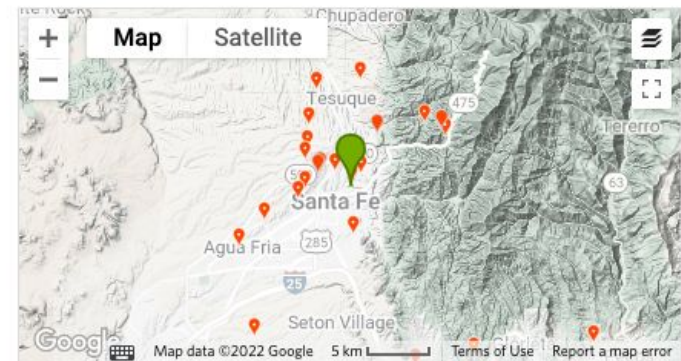 Chupadero
+ Map Satellite
−
Tesuque
475
Tererro
63
Santa Fe
Agua Fria
285
25
Seton Village
Google
Map data ©2022 Google 5 km Terms of Use Report a map error